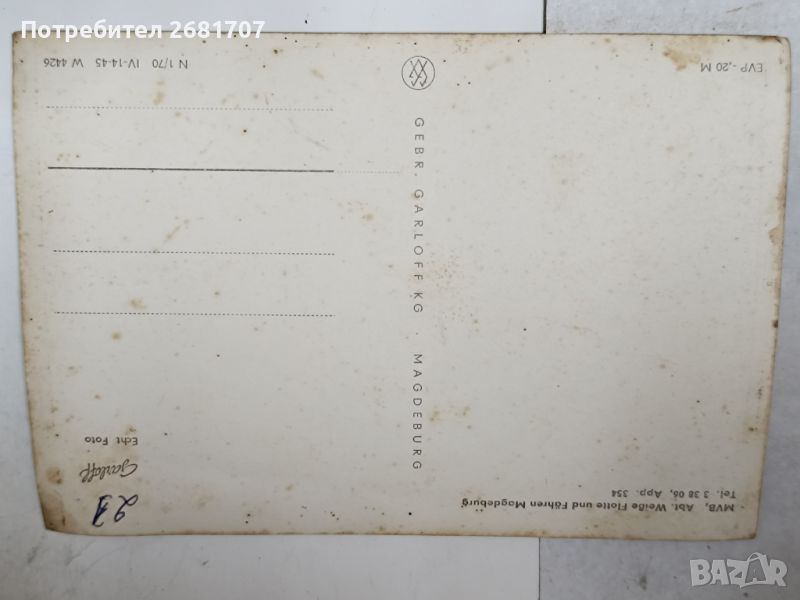 Потребител 2681707
MVB, Abt. Weiße Flotte und Fähren Magdeburg
Tel. 3 38 06, App. 354
EVP -,20 M
GEBR. GARLOFF KG · MAGDEBURG
Garloff
Echt Foto
N 1/70 IV-14-45 W 4426
BAZAR